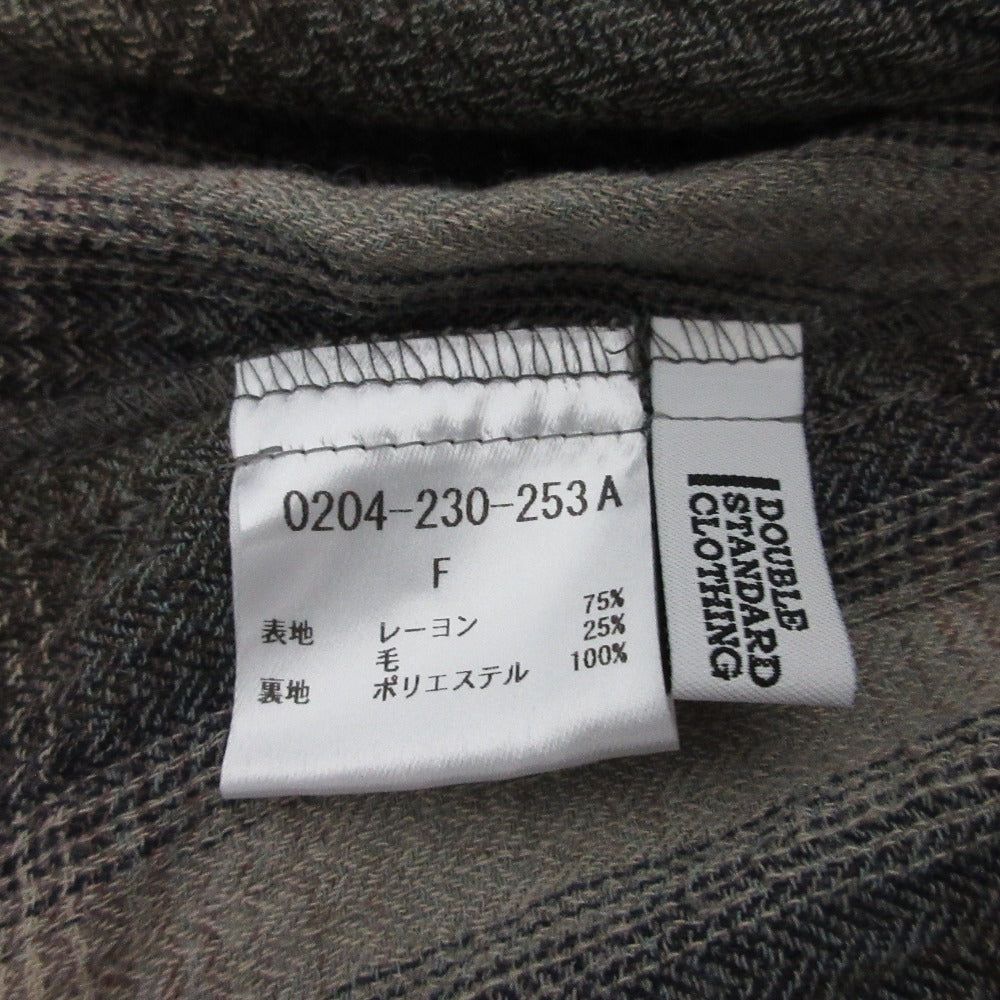 0204-230-253A
F
表地 レーヨン 75%
毛 25%
裏地 ポリエステル 100%
DOUBLE
STANDARD
CLOTHING